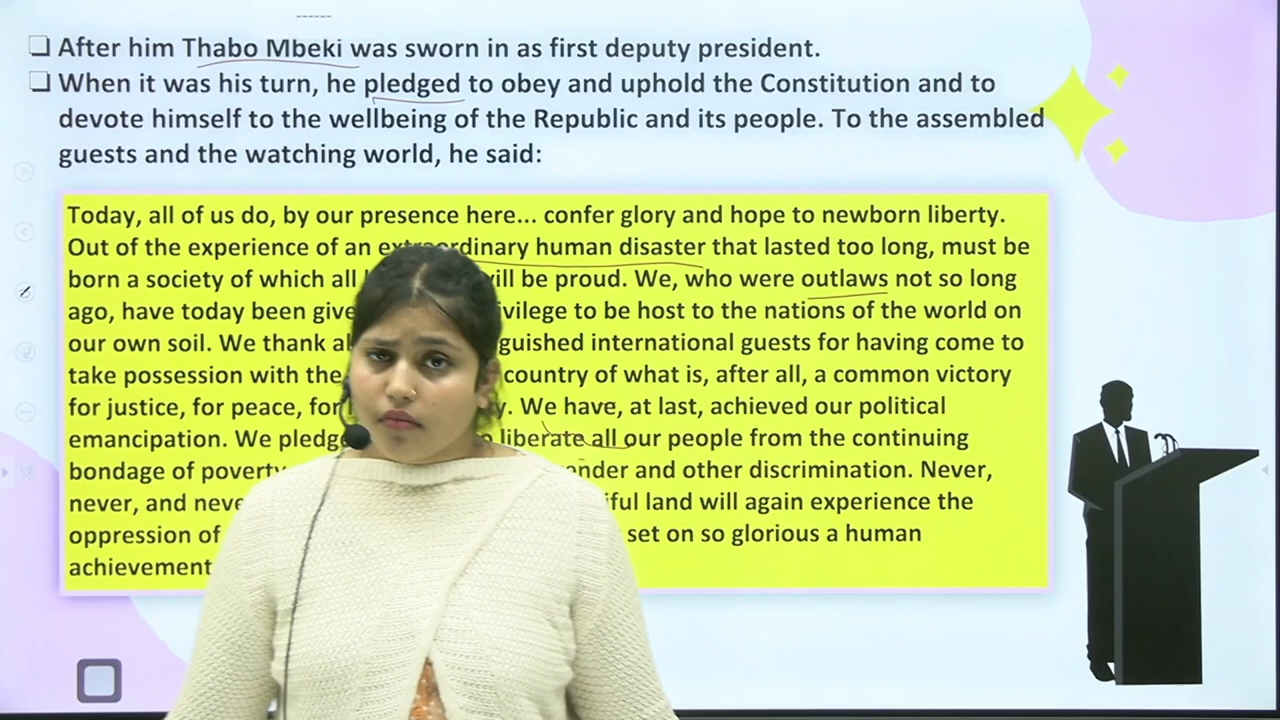 ❑ After him Thabo Mbeki was sworn in as first deputy president.
❑ When it was his turn, he pledged to obey and uphold the Constitution and to
devote himself to the wellbeing of the Republic and its people. To the assembled
guests and the watching world, he said:
Today, all of us do, by our presence here... confer glory and hope to newborn liberty.
Out of the experience of an extraordinary human disaster that lasted too long, must be
born a society of which all will be proud. We, who were outlaws not so long
ago, have today been give ivilege to be host to the nations of the world on
our own soil. We thank al guished international guests for having come to
take possession with the country of what is, after all, a common victory
for justice, for peace, for y. We have, at last, achieved our political
emancipation. We pledge liberate all our people from the continuing
bondage of poverty ender and other discrimination. Never,
never, and neve iful land will again experience the
oppression of set on so glorious a human
achievement